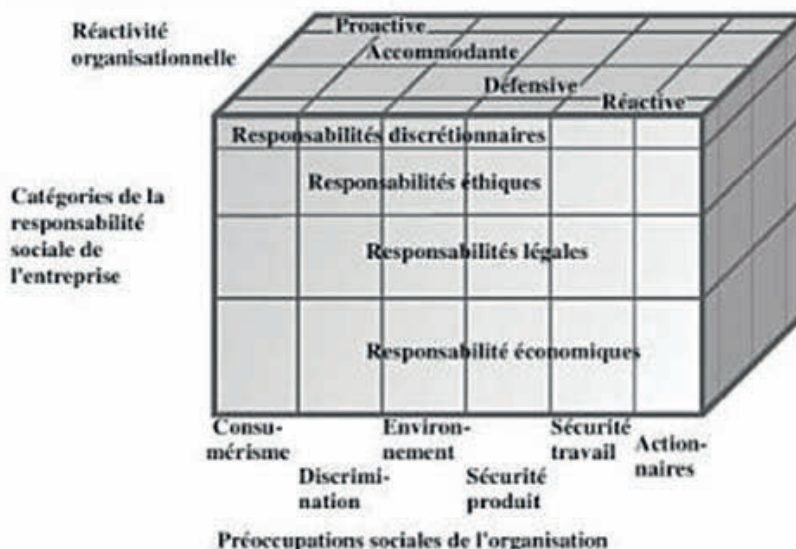 Réactivité
organisationnelle
Proactive
Accommodante
Défensive
Réactive
Catégories de la
responsabilité
sociale de
l'entreprise
Responsabilités discrétionnaires
Responsabilités éthiques
Responsabilités légales
Responsabilité économiques
Consu-
mérisme
Discrimi-
nation
Environ-
nement
Sécurité
produit
Sécurité
travail
Action-
naires
Préoccupations sociales de l'organisation